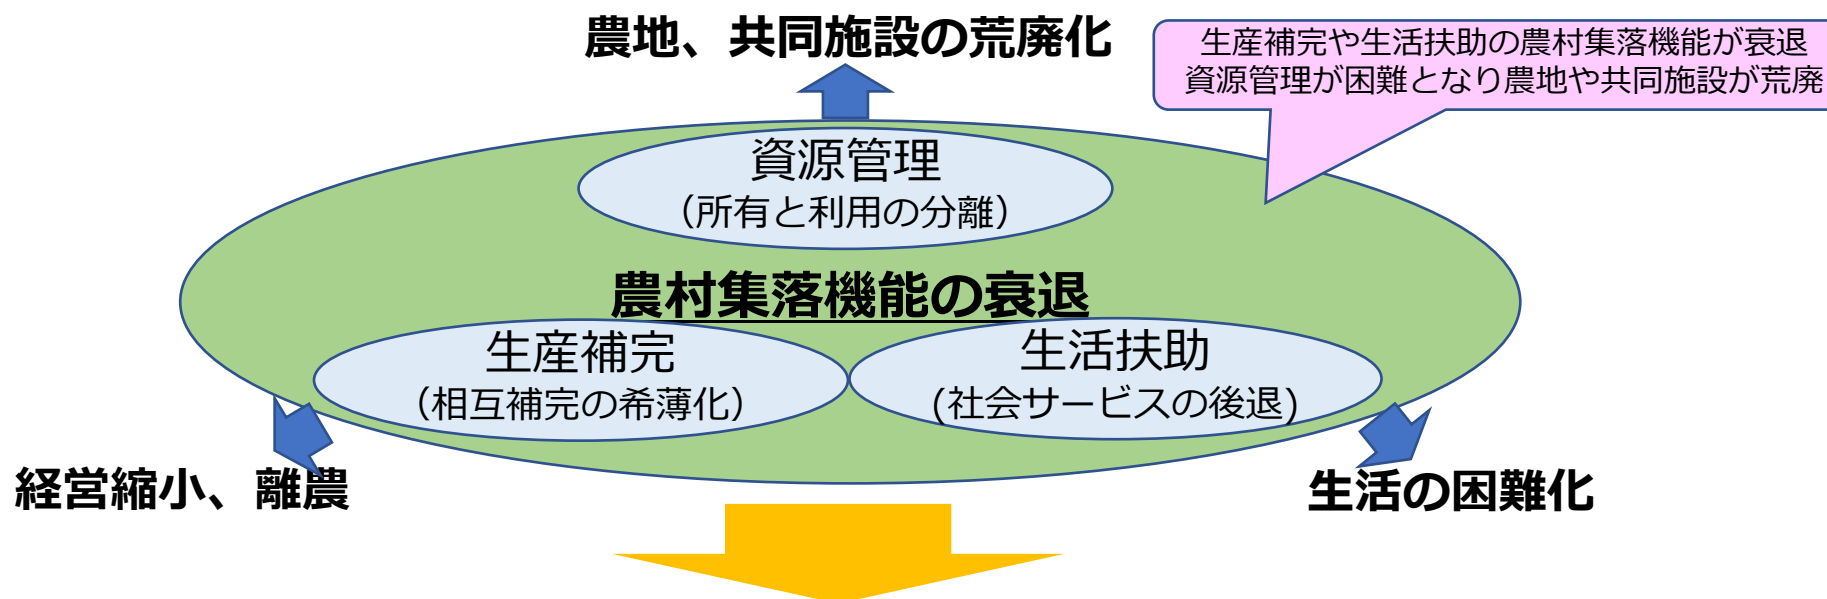 農地、共同施設の荒廃化
生産補完や生活扶助の農村集落機能が衰退
資源管理が困難となり農地や共同施設が荒廃
資源管理
（所有と利用の分離）
農村集落機能の衰退
生産補完
（相互補完の希薄化）
生活扶助
(社会サービスの後退)
経営縮小、離農
生活の困難化